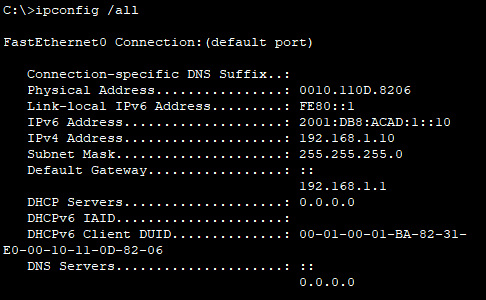 C:\>ipconfig /all
FastEthernet0 Connection:(default port)
Connection-specific DNS Suffix..:
Physical Address................: 0010.110D.8206
Link-local IPv6 Address.........: FE80::1
IPv6 Address....................: 2001:DB8:ACAD:1::10
IPv4 Address....................: 192.168.1.10
Subnet Mask.....................: 255.255.255.0
Default Gateway.................: ::
192.168.1.1
DHCP Servers....................: 0.0.0.0
DHCPv6 IAID.....................:
DHCPv6 Client DUID..............: 00-01-00-01-BA-82-31-
E0-00-10-11-0D-82-06
DNS Servers.....................: ::
0.0.0.0